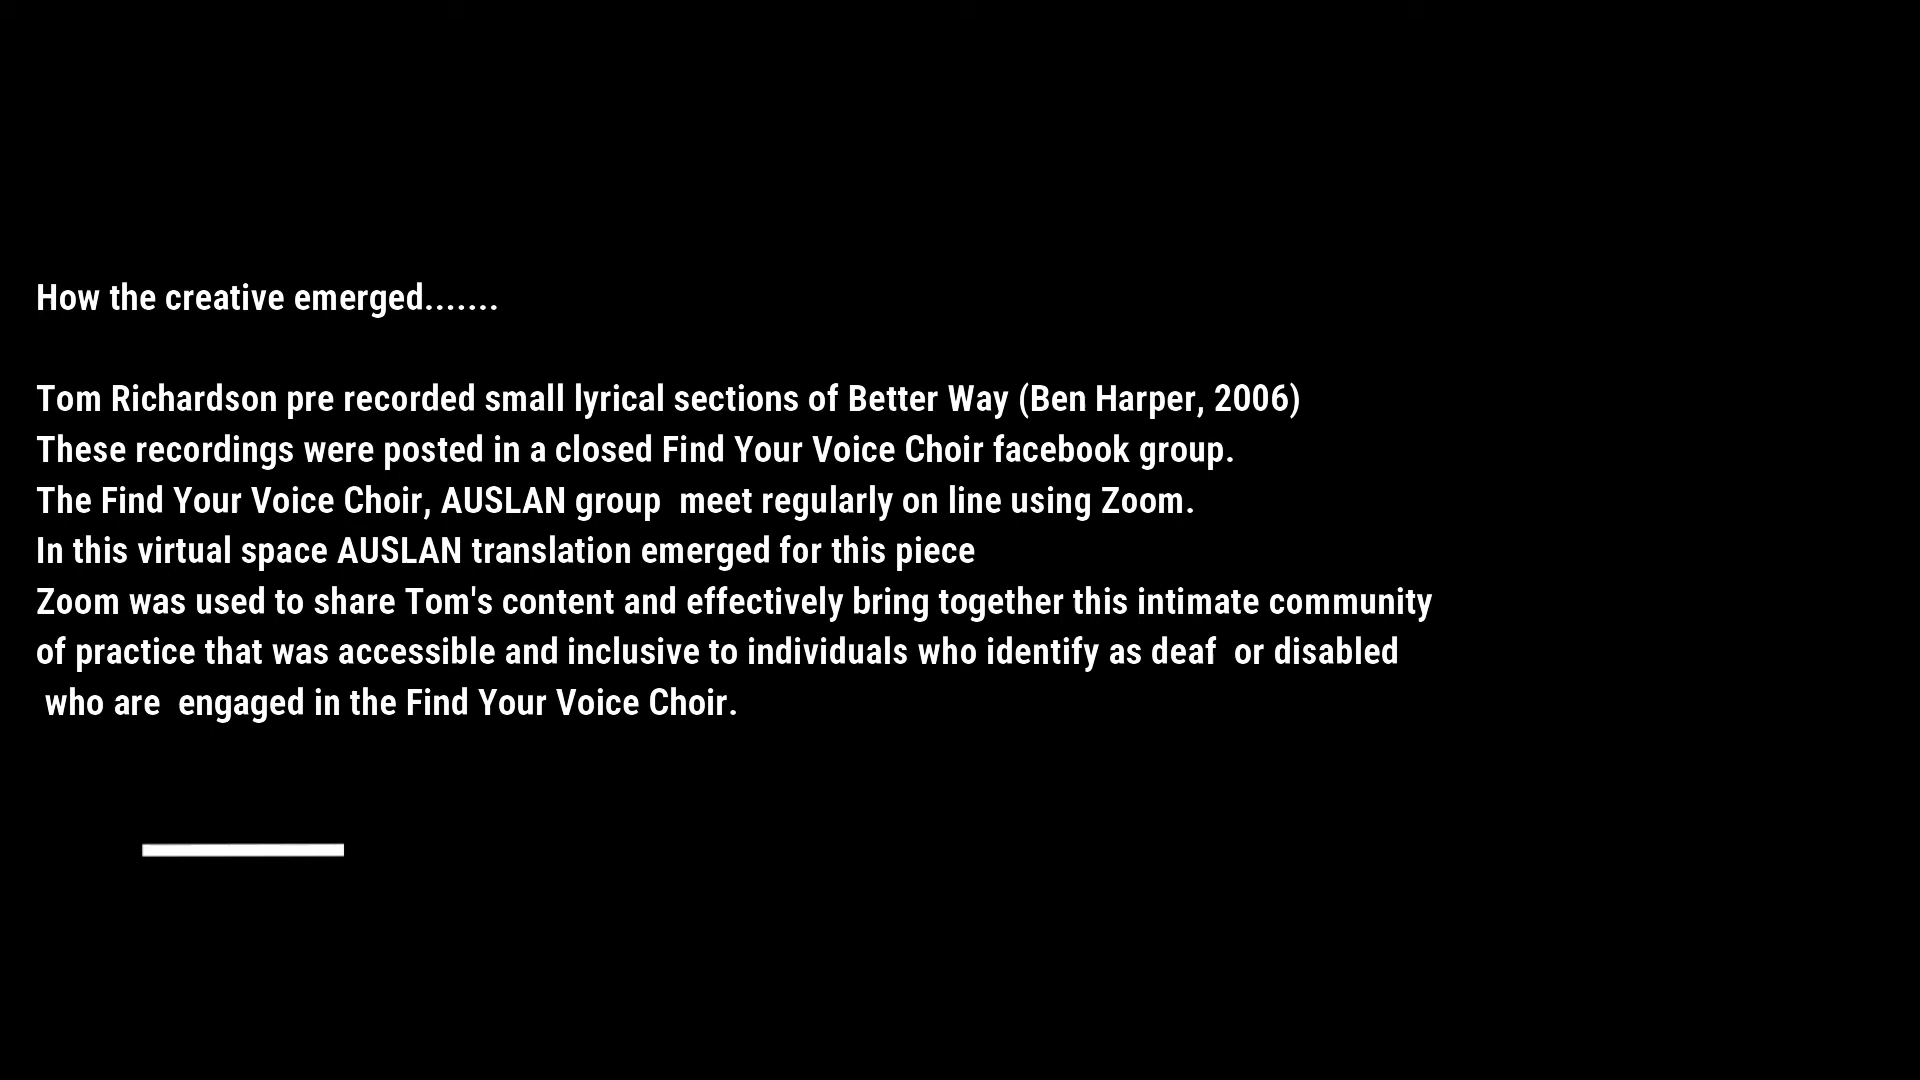 How the creative emerged.......
Tom Richardson pre recorded small lyrical sections of Better Way (Ben Harper, 2006)
These recordings were posted in a closed Find Your Voice Choir facebook group.
The Find Your Voice Choir, AUSLAN group  meet regularly on line using Zoom.
In this virtual space AUSLAN translation emerged for this piece
Zoom was used to share Tom's content and effectively bring together this intimate community
of practice that was accessible and inclusive to individuals who identify as deaf  or disabled
 who are  engaged in the Find Your Voice Choir.